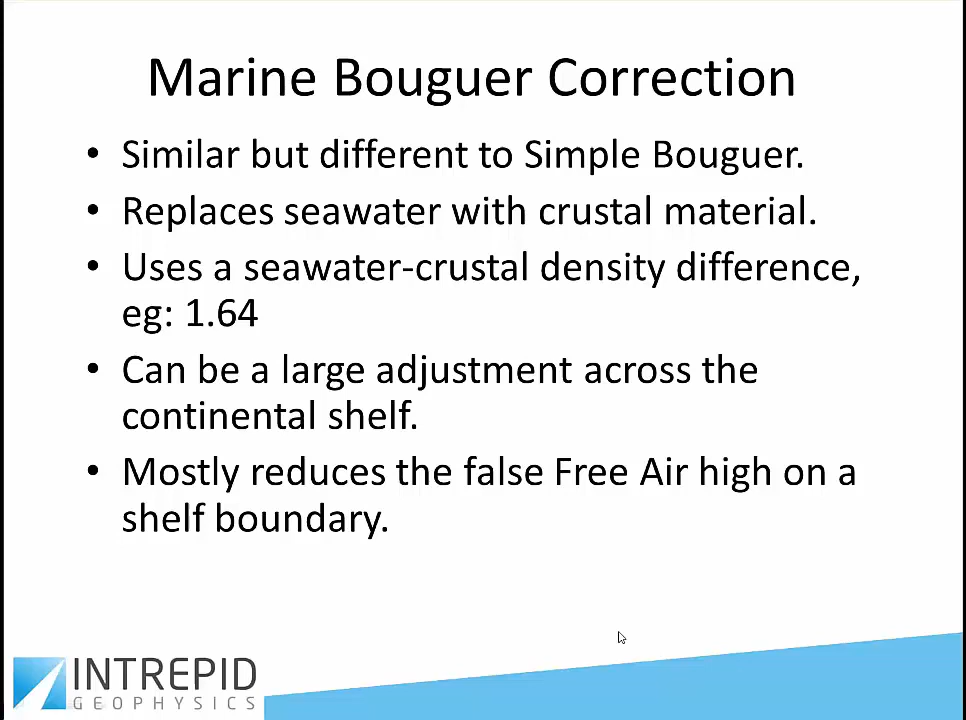 Marine Bouguer Correction
• Similar but different to Simple Bouguer.
• Replaces seawater with crustal material.
• Uses a seawater-crustal density difference,
eg: 1.64
• Can be a large adjustment across the
continental shelf.
• Mostly reduces the false Free Air high on a
shelf boundary.
INTREPID
GEOPHYSICS